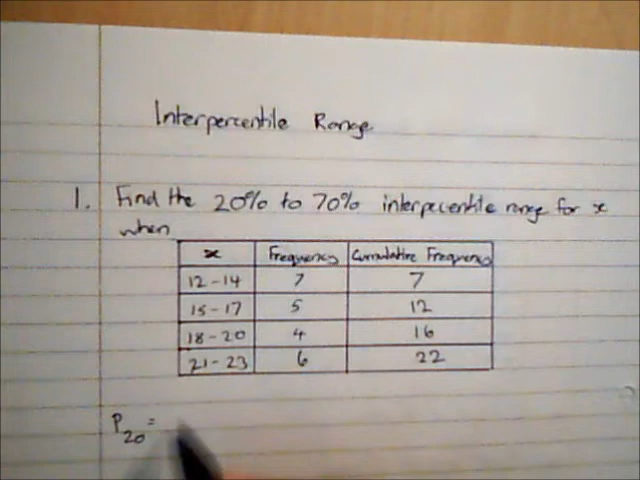 Interpercentile Range
1. Find the 20% to 70% interpecentile range for x
when
x Frequency Cumulative Frequency
12-14 7 7
15-17 5 12
18-20 4 16
21-23 6 22
P20 =